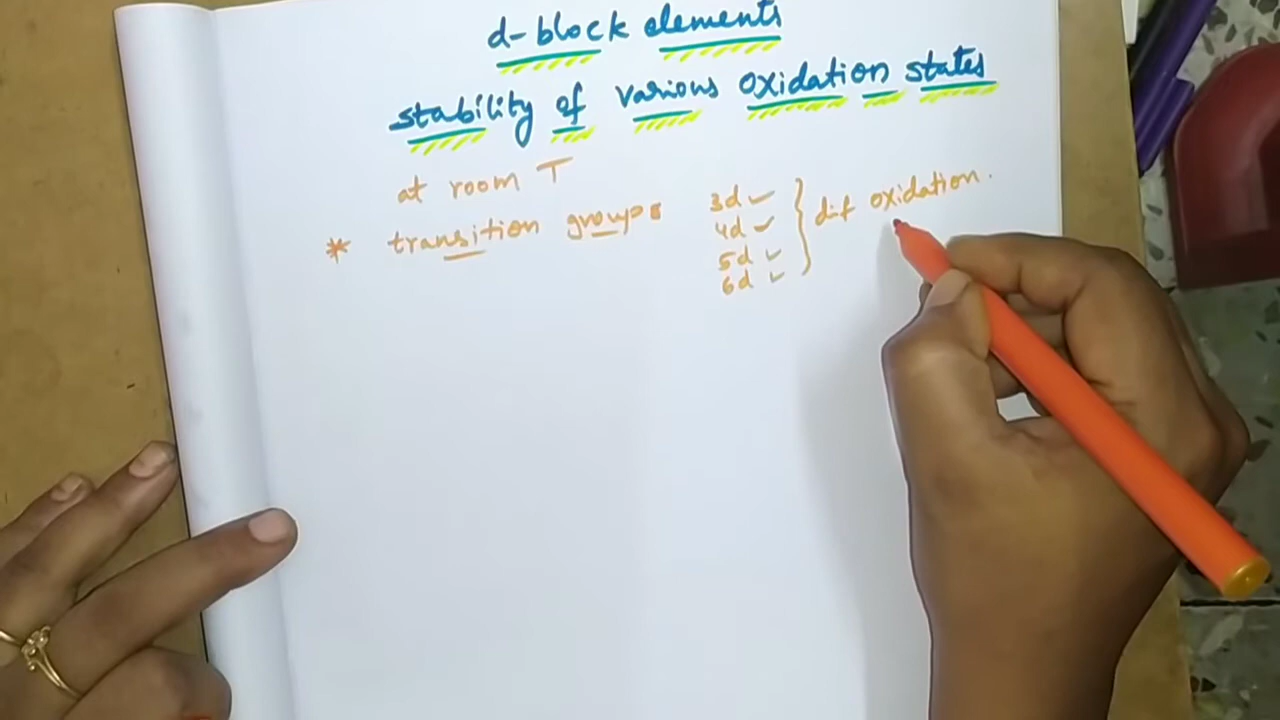 d-block elements
stability of various oxidation states
at room T
* transition groups
3d ✓
4d ✓
5d ✓
6d ✓
} dif oxidation.